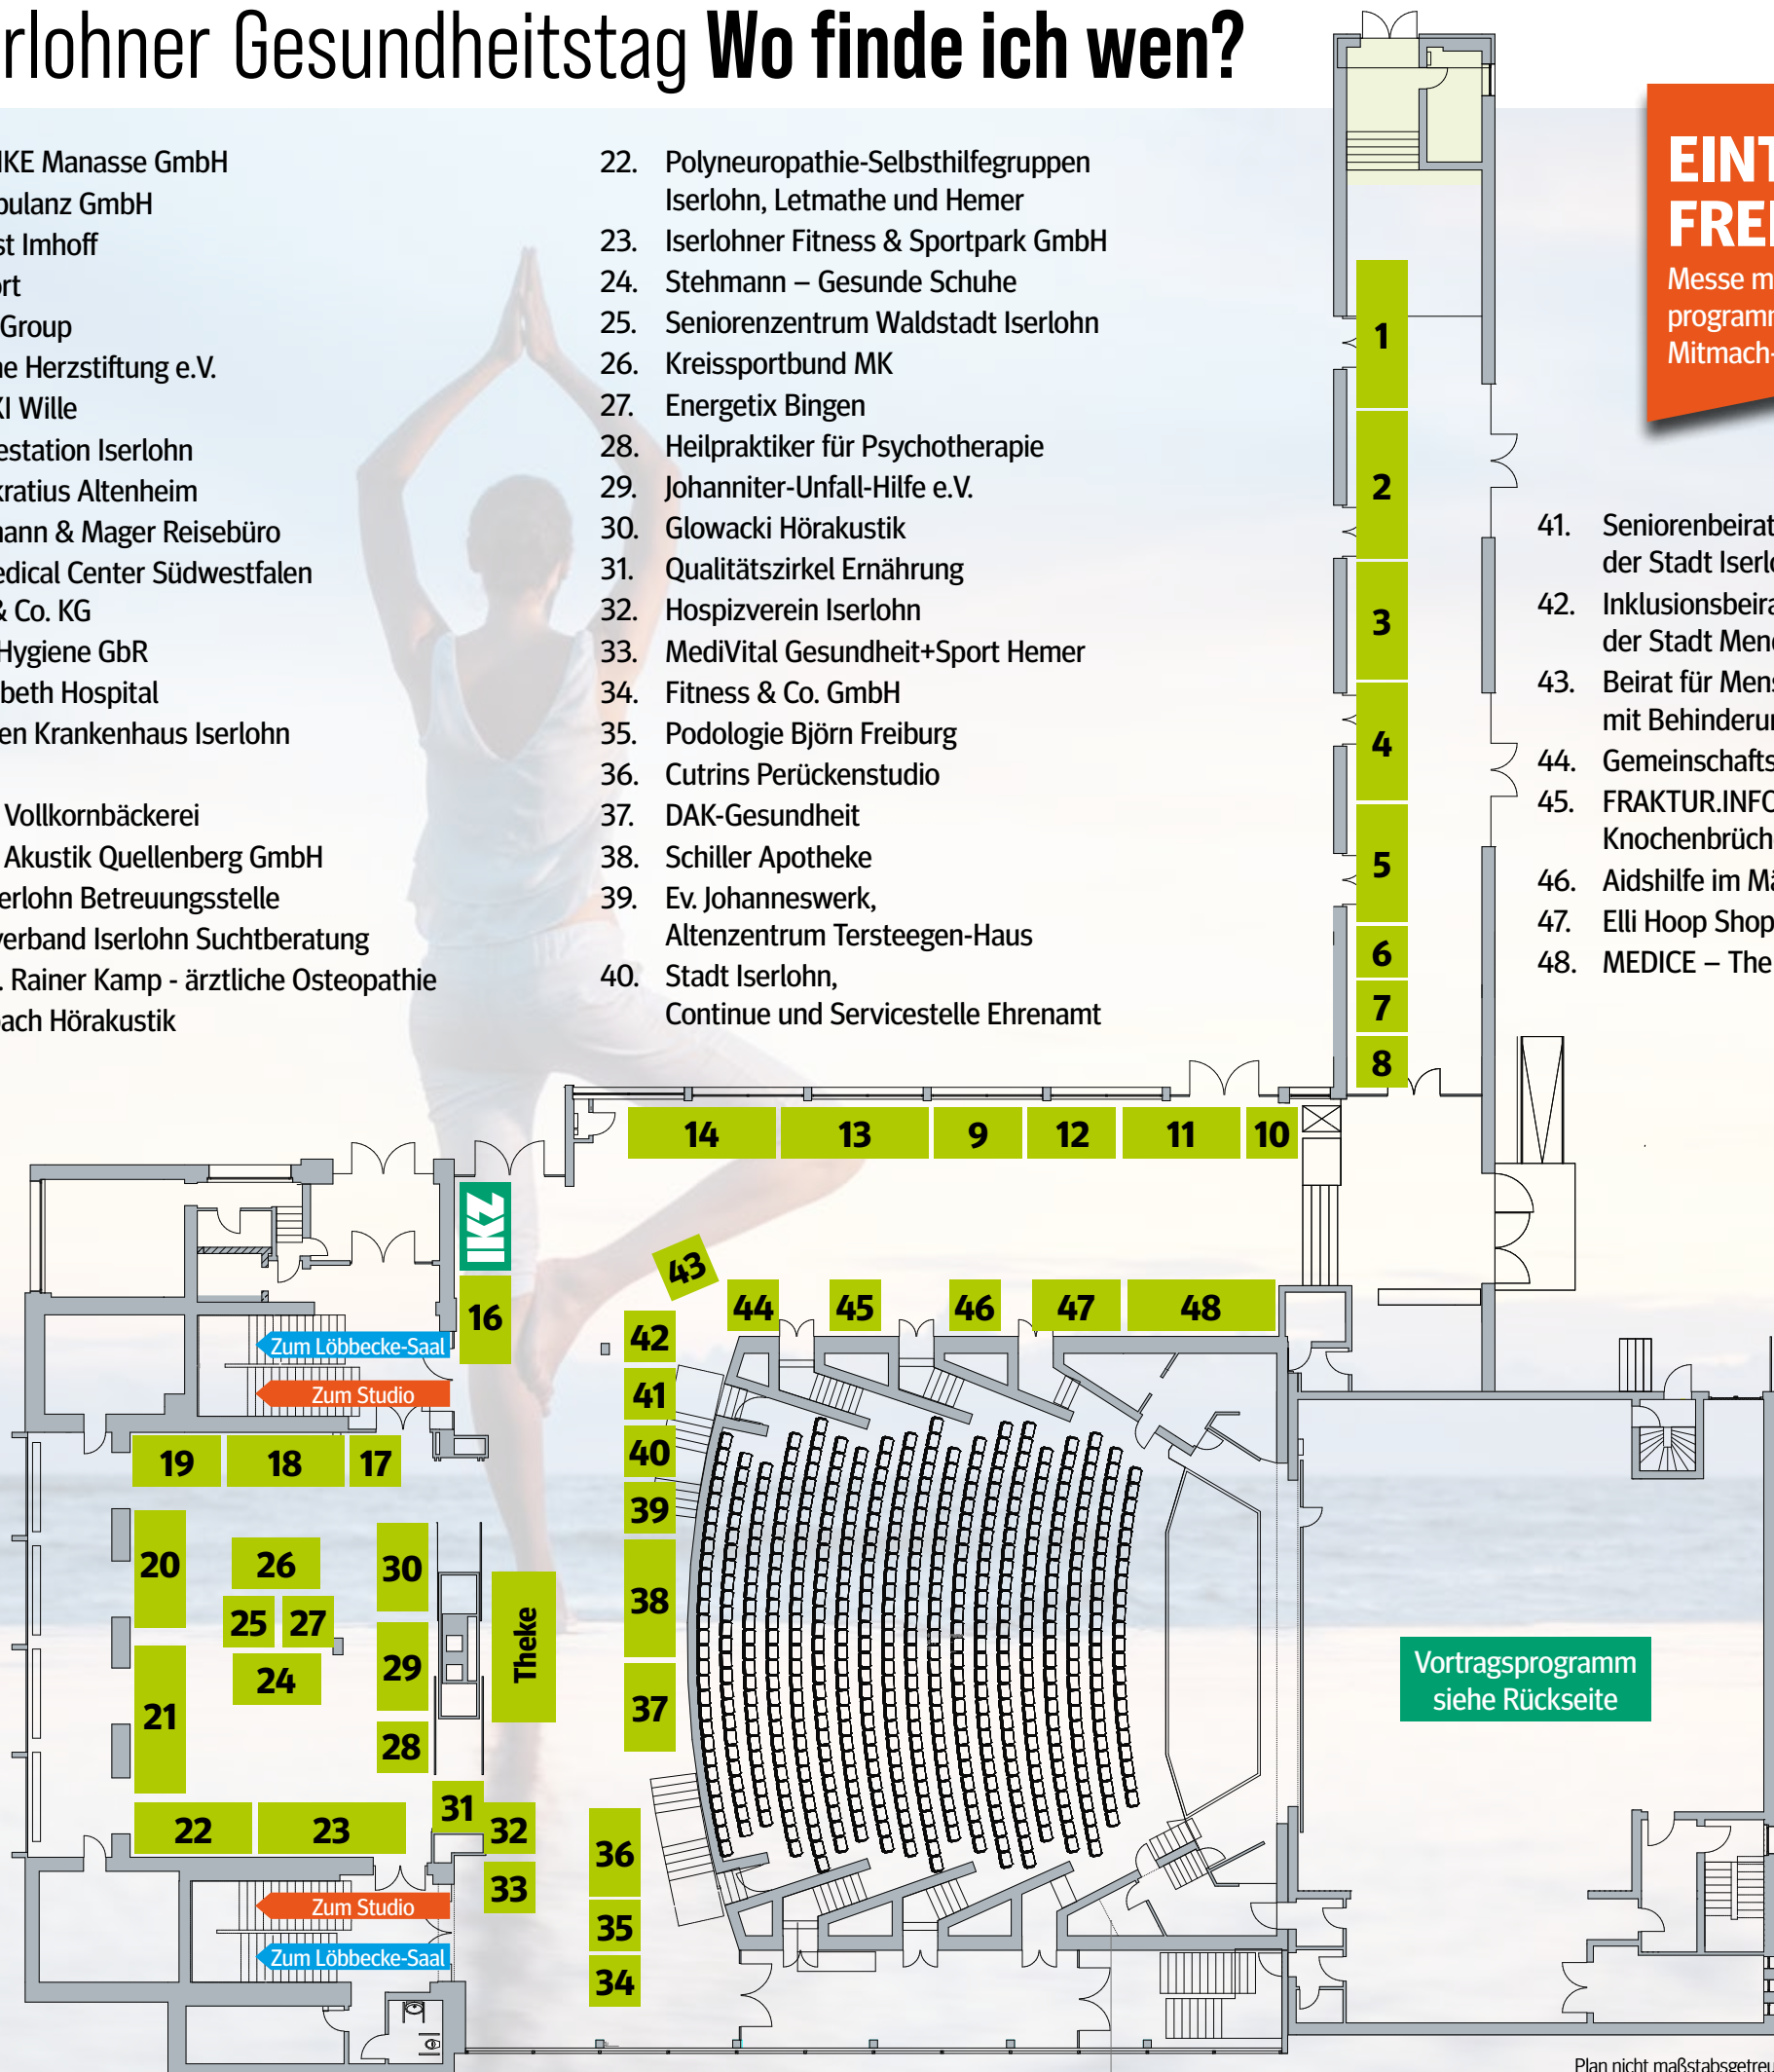 rlohner Gesundheitstag Wo finde ich wen?
IKE Manasse GmbH
bulanz GmbH
st Imhoff
ort
Group
ne Herzstiftung e.V.
KI Wille
estation Iserlohn
kratius Altenheim
nann & Mager Reisebüro
edical Center Südwestfalen
& Co. KG
Hygiene GbR
beth Hospital
en Krankenhaus Iserlohn
Vollkornbäckerei
Akustik Quellenberg GmbH
erlohn Betreuungsstelle
verband Iserlohn Suchtberatung
. Rainer Kamp - ärztliche Osteopathie
bach Hörakustik
22. Polyneuropathie-Selbsthilfegruppen
Iserlohn, Letmathe und Hemer
23. Iserlohner Fitness & Sportpark GmbH
24. Stehmann – Gesunde Schuhe
25. Seniorenzentrum Waldstadt Iserlohn
26. Kreissportbund MK
27. Energetix Bingen
28. Heilpraktiker für Psychotherapie
29. Johanniter-Unfall-Hilfe e.V.
30. Glowacki Hörakustik
31. Qualitätszirkel Ernährung
32. Hospizverein Iserlohn
33. MediVital Gesundheit+Sport Hemer
34. Fitness & Co. GmbH
35. Podologie Björn Freiburg
36. Cutrins Perückenstudio
37. DAK-Gesundheit
38. Schiller Apotheke
39. Ev. Johanneswerk,
Altenzentrum Tersteegen-Haus
40. Stadt Iserlohn,
Continue und Servicestelle Ehrenamt
EINT
FREI
Messe m
programm
Mitmach-
41. Seniorenbeirat
der Stadt Iserlo
42. Inklusionsbeira
der Stadt Mend
43. Beirat für Mens
mit Behinderun
44. Gemeinschafts
45. FRAKTUR.INFO
Knochenbrüch
46. Aidshilfe im Mä
47. Elli Hoop Shop
48. MEDICE – The
1
2
3
4
5
6
7
8
14 13 9 12 11 10
IKZ
16
43
44 45 46 47 48
42
41
40
39
38
37
Zum Löbbecke-Saal
Zum Studio
19 18 17
20
21
26
25 27
24
30
29
28
Theke
22 23
31
32
33
36
35
34
Zum Studio
Zum Löbbecke-Saal
Vortragsprogramm
siehe Rückseite
Plan nicht maßstabsgetreu